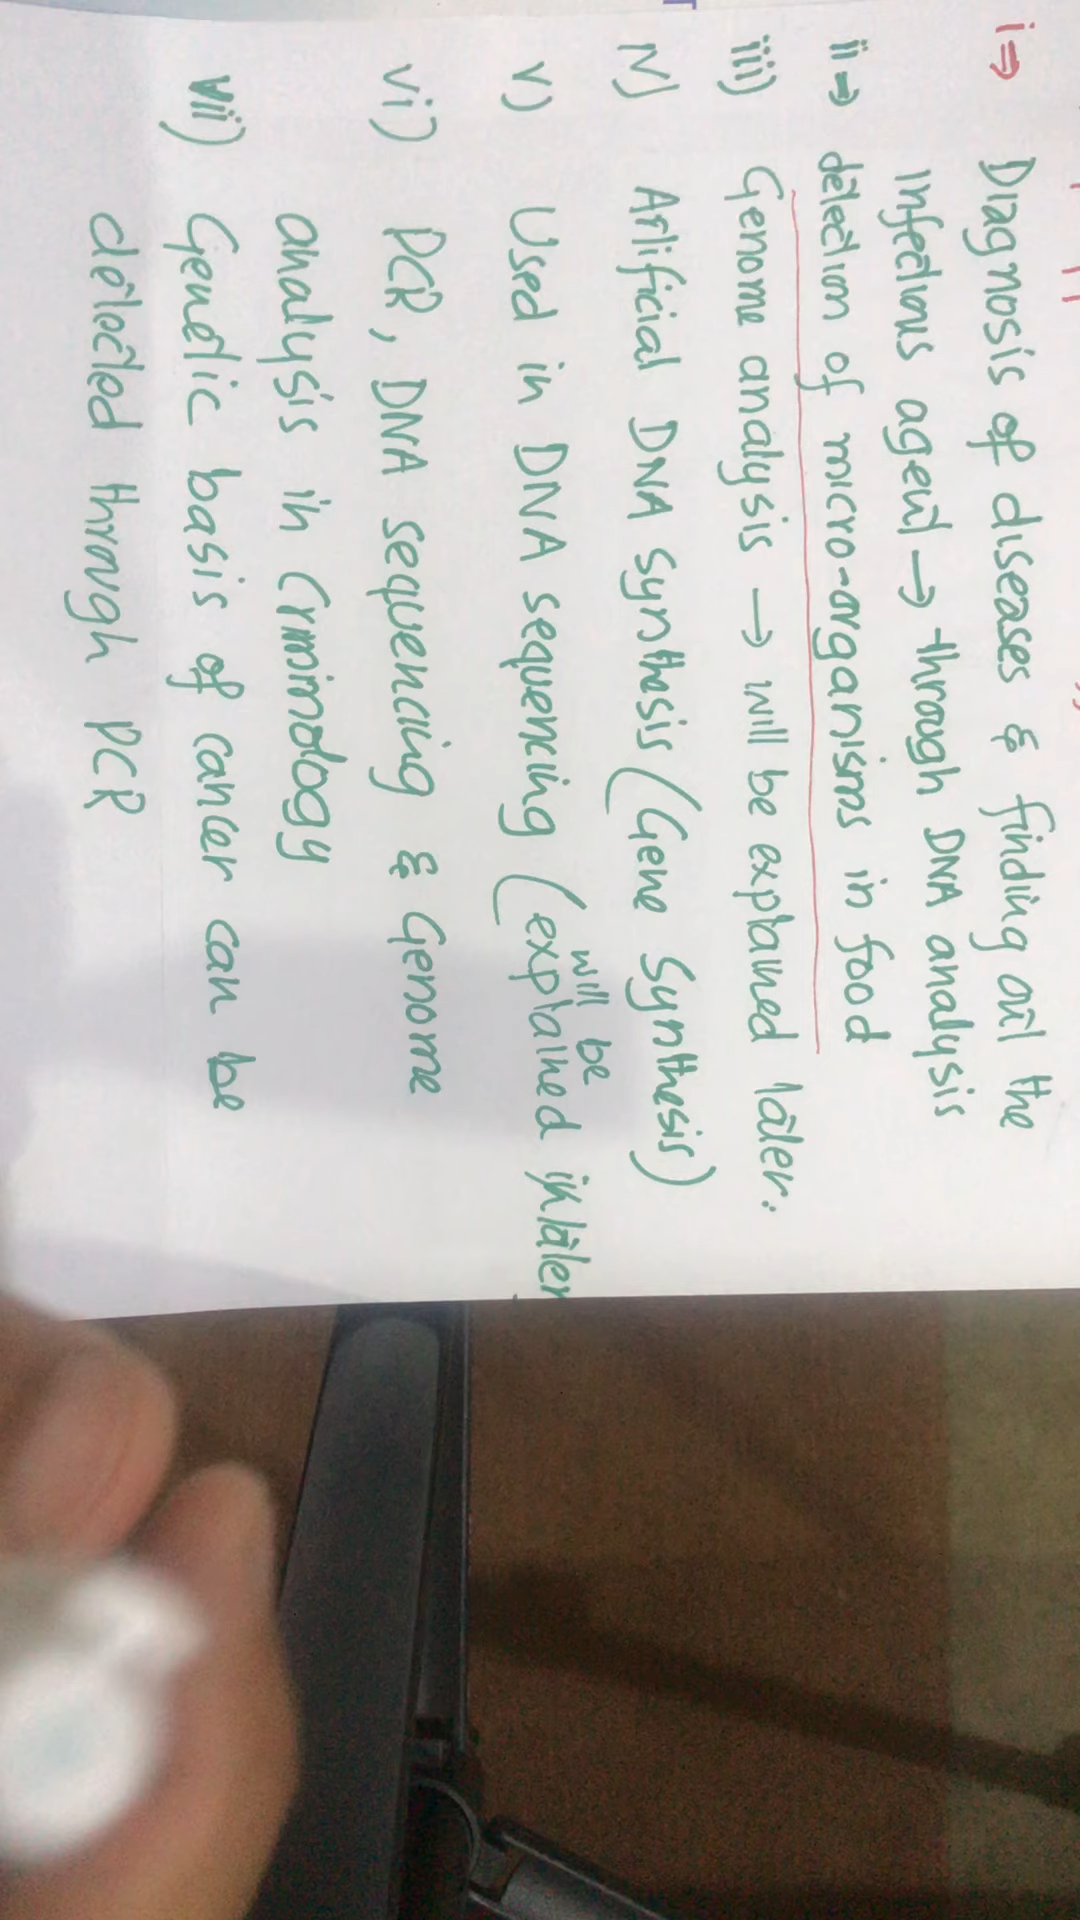 i⇒ Diagnosis of diseases & finding out the
infectious agent → through DNA analysis
ii⇒ detection of micro-organisms in food
iii) Genome analysis → will be explained later.
IV) Artificial DNA synthesis (Gene Synthesis)
will be
V) Used in DNA sequencing (explained in later
vi) PCR, DNA sequencing & Genome
analysis in Criminology
vii) Genetic basis of cancer can be
detected through PCR